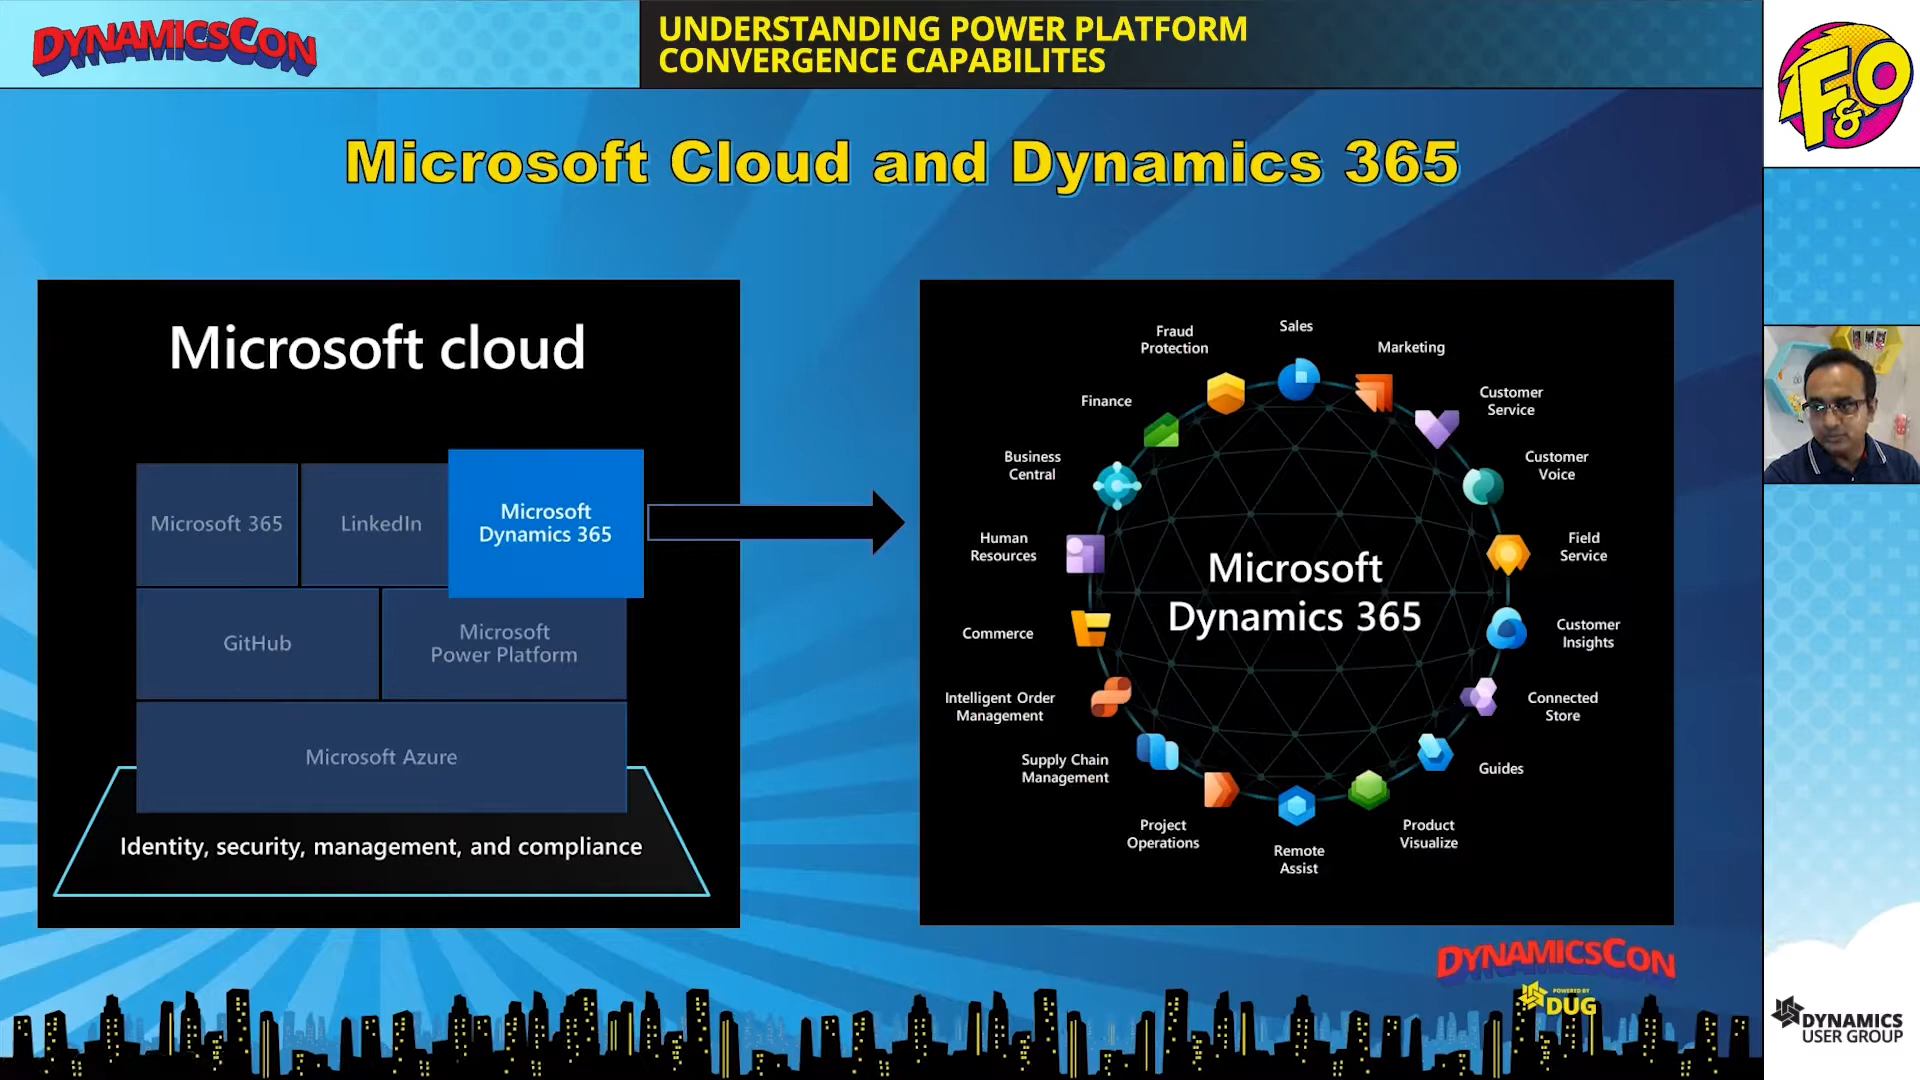 DYNAMICSCON
UNDERSTANDING POWER PLATFORM
CONVERGENCE CAPABILITES
F&O
Microsoft Cloud and Dynamics 365
Microsoft cloud
Microsoft 365
LinkedIn
Microsoft
Dynamics 365
GitHub
Microsoft
Power Platform
Microsoft Azure
Identity, security, management, and compliance
Sales
Marketing
Customer
Service
Customer
Voice
Field
Service
Customer
Insights
Connected
Store
Guides
Product
Visualize
Remote
Assist
Project
Operations
Supply Chain
Management
Intelligent Order
Management
Commerce
Human
Resources
Business
Central
Finance
Fraud
Protection
Microsoft
Dynamics 365
DYNAMICSCON
POWERED BY
DUG
DYNAMICS
USER GROUP